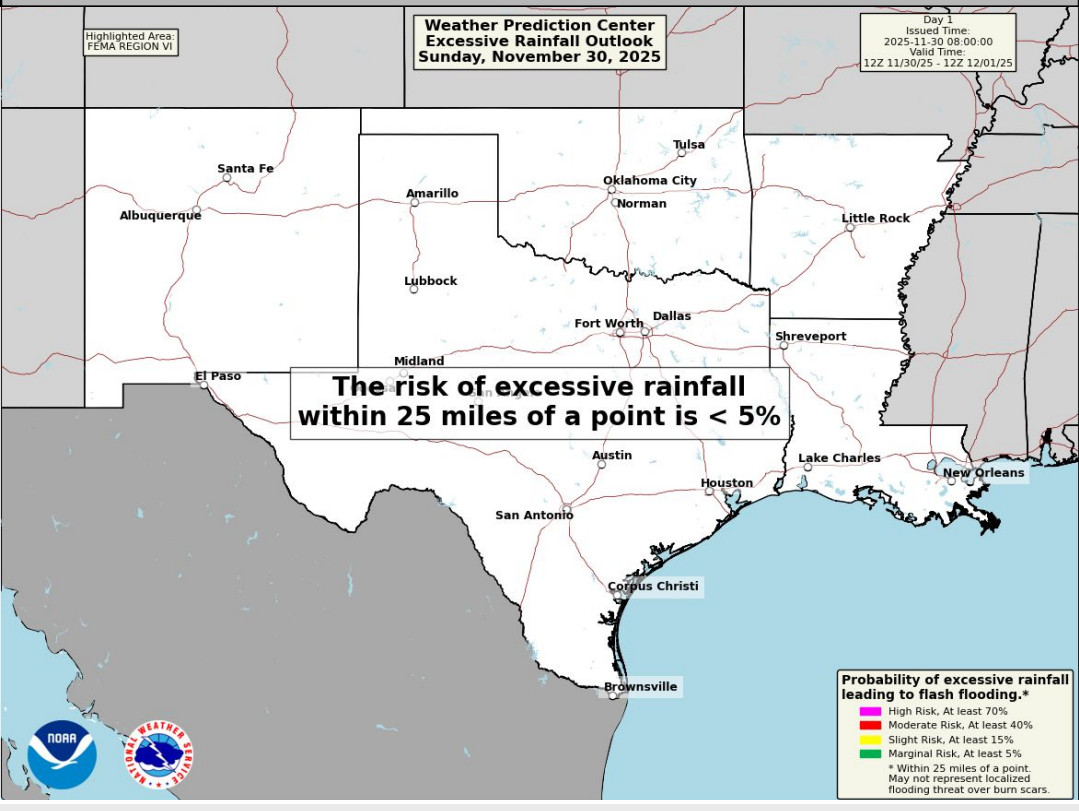 Highlighted Area:
FEMA REGION VI
Weather Prediction Center
Excessive Rainfall Outlook
Sunday, November 30, 2025
Day 1
Issued Time:
2025-11-30 08:00:00
Valid Time:
12Z 11/30/25 - 12Z 12/01/25
Tulsa
Santa Fe
Oklahoma City
Amarillo
Norman
Albuquerque
Little Rock
Lubbock
Dallas
Fort Worth
Shreveport
Midland
El Paso
The risk of excessive rainfall
within 25 miles of a point is < 5%
Austin
Lake Charles
New Orleans
Houston
San Antonio
Corpus Christi
Brownsville
Probability of excessive rainfall
leading to flash flooding.*
High Risk, At least 70%
Moderate Risk, At least 40%
Slight Risk, At least 15%
Marginal Risk, At least 5%
* Within 25 miles of a point.
May not represent localized
flooding threat over burn scars.
NOAA
NATIONAL WEATHER SERVICE